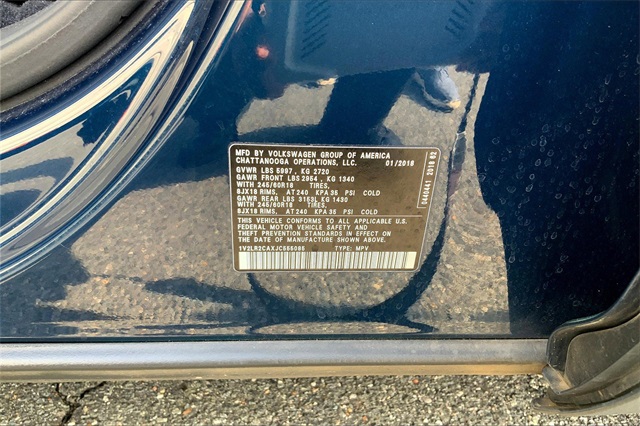 MFD BY VOLKSWAGEN GROUP OF AMERICA
CHATTANOOGA OPERATIONS, LLC. 01/2018
GVWR LBS 5997, KG 2720
GAWR FRONT LBS 2954, KG 1340
WITH 245/60R18 TIRES,
8JX18 RIMS, AT 240 KPA 35 PSI COLD
GAWR REAR LBS 3153L KG 1430
WITH 245/60R18 TIRES,
8JX18 RIMS, AT 240 KPA 35 PSI COLD
THIS VEHICLE CONFORMS TO ALL APPLICABLE U.S.
FEDERAL MOTOR VEHICLE SAFETY AND
THEFT PREVENTION STANDARDS IN EFFECT ON
THE DATE OF MANUFACTURE SHOWN ABOVE.
1V2LR2CAXJC555085 TYPE: MPV